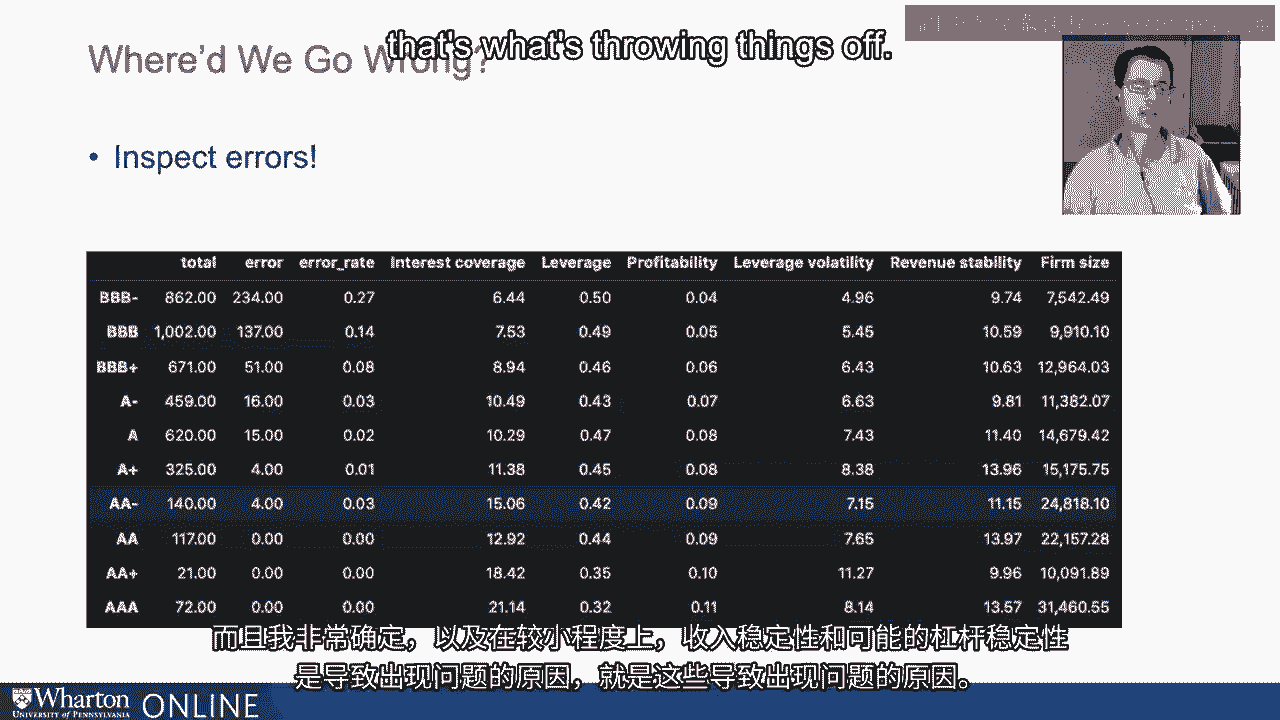 that's what's throwing things off.
Where'd We Go Wrong?
• Inspect errors!
total error error_rate Interest coverage Leverage Profitability Leverage volatility Revenue stability Firm size
BBB- 862.00 234.00 0.27 6.44 0.50 0.04 4.96 9.74 7,542.49
BBB 1,002.00 137.00 0.14 7.53 0.49 0.05 5.45 10.59 9,910.10
BBB+ 671.00 51.00 0.08 8.94 0.46 0.06 6.43 10.63 12,964.03
A- 459.00 16.00 0.03 10.49 0.43 0.07 6.63 9.81 11,382.07
A 620.00 15.00 0.02 10.29 0.47 0.08 7.43 11.40 14,679.42
A+ 325.00 4.00 0.01 11.38 0.45 0.08 8.38 13.96 15,175.75
AA- 140.00 4.00 0.03 15.06 0.42 0.09 7.15 11.15 24,818.10
AA 117.00 0.00 0.00 12.92 0.44 0.09 7.65 13.97 22,157.28
AA+ 21.00 0.00 0.00 18.42 0.35 0.10 11.27 9.96 10,091.89
AAA 72.00 0.00 0.00 21.14 0.32 0.11 8.14 13.57 31,460.55
而且我非常确定，以及在较小程度上，收入稳定性和可能的杠杆稳定性
是导致出现问题的原因，就是这些导致出现问题的原因。
Wharton ONLINE
UNIVERSITY of PENNSYLVANIA